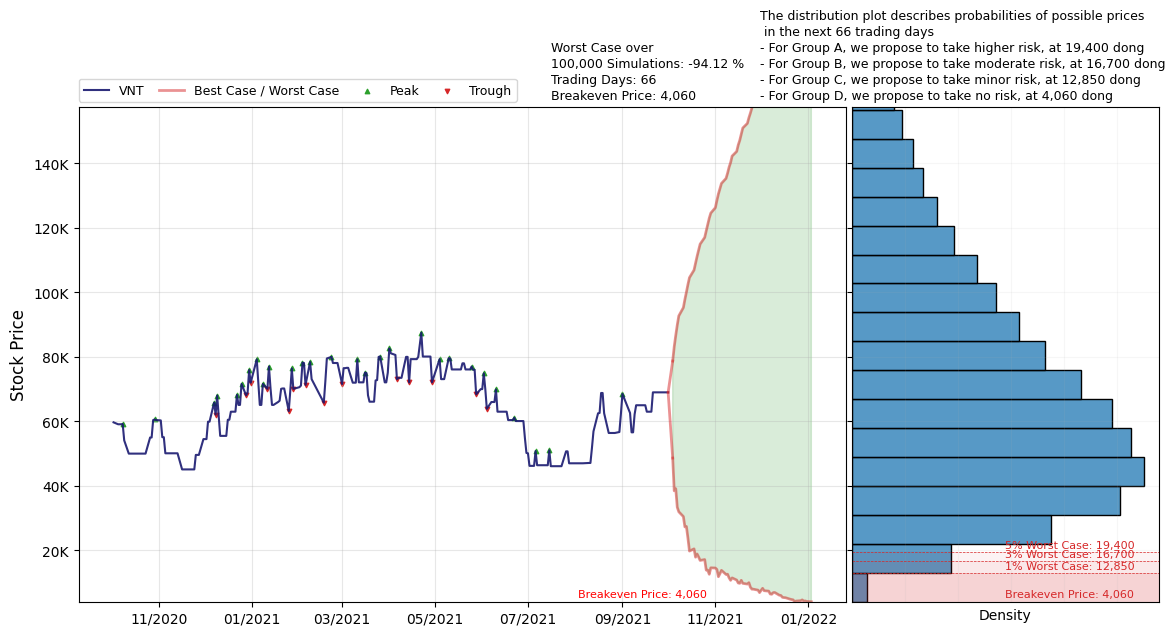 The distribution plot describes probabilities of possible prices
in the next 66 trading days
- For Group A, we propose to take higher risk, at 19,400 dong
- For Group B, we propose to take moderate risk, at 16,700 dong
- For Group C, we propose to take minor risk, at 12,850 dong
- For Group D, we propose to take no risk, at 4,060 dong
Worst Case over
100,000 Simulations: -94.12 %
Trading Days: 66
Breakeven Price: 4,060
VNT
Best Case / Worst Case
Peak
Trough
Stock Price
140K
120K
100K
80K
60K
40K
20K
Breakeven Price: 4,060
11/2020
01/2021
03/2021
05/2021
07/2021
09/2021
11/2021
01/2022
5% Worst Case: 19,400
3% Worst Case: 16,700
1% Worst Case: 12,850
Breakeven Price: 4,060
Density